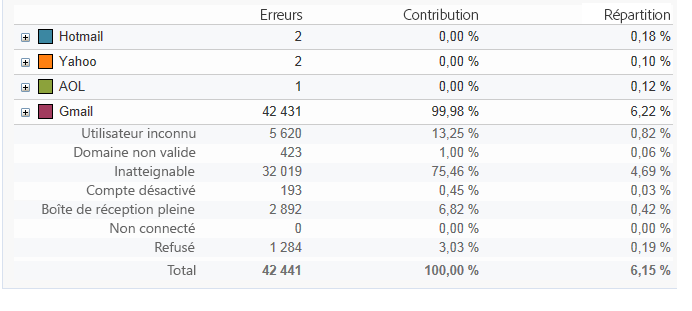 Erreurs Contribution Répartition
Hotmail 2 0,00 % 0,18 %
Yahoo 2 0,00 % 0,10 %
AOL 1 0,00 % 0,12 %
Gmail 42 431 99,98 % 6,22 %
Utilisateur inconnu 5 620 13,25 % 0,82 %
Domaine non valide 423 1,00 % 0,06 %
Inatteignable 32 019 75,46 % 4,69 %
Compte désactivé 193 0,45 % 0,03 %
Boîte de réception pleine 2 892 6,82 % 0,42 %
Non connecté 0 0,00 % 0,00 %
Refusé 1 284 3,03 % 0,19 %
Total 42 441 100,00 % 6,15 %